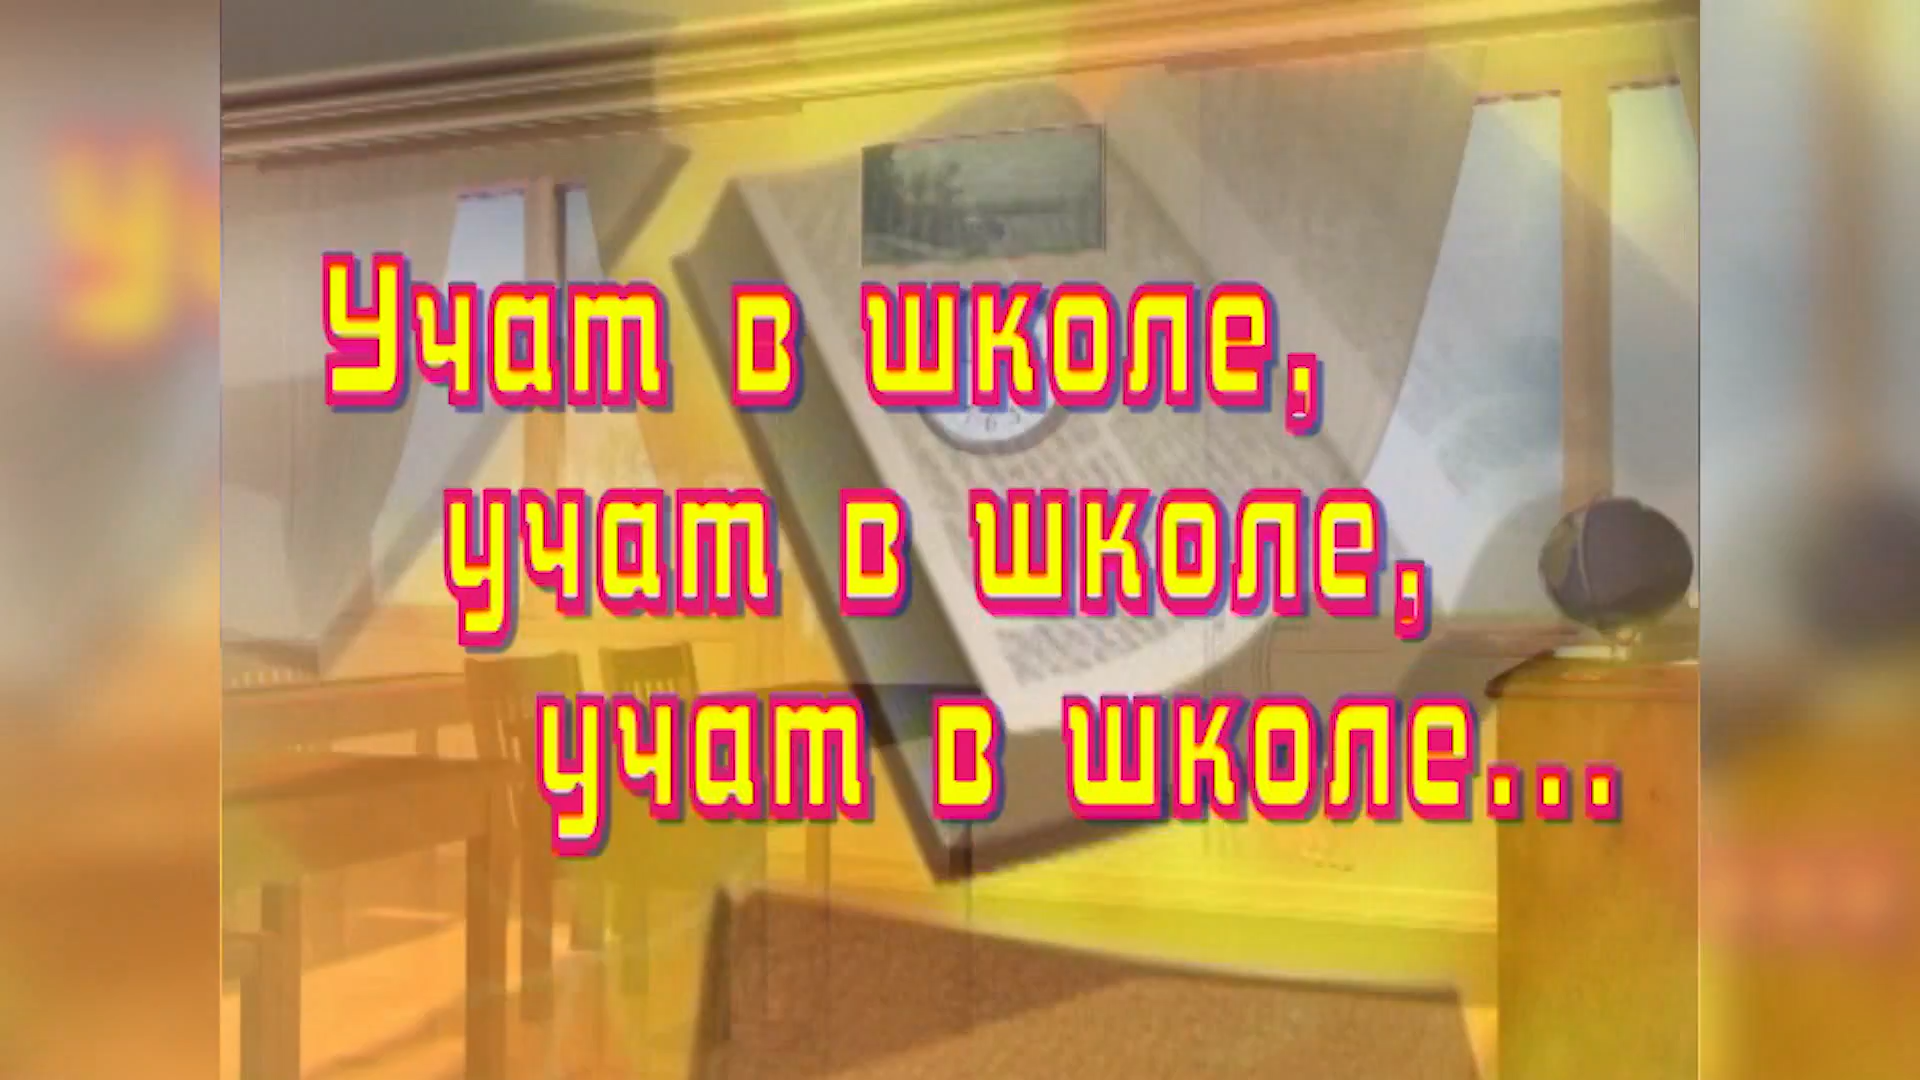 Учат в школе,
учат в школе,
учат в школе...